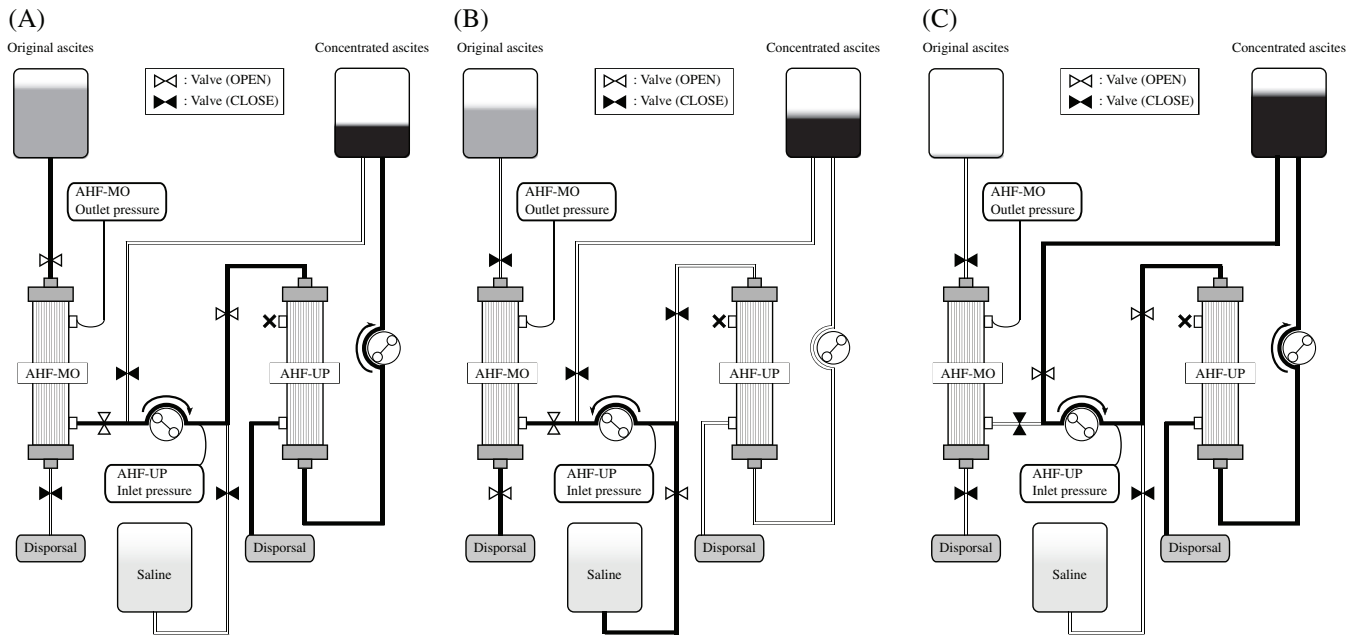 (A)
Original ascites
Concentrated ascites
: Valve (OPEN)
: Valve (CLOSE)
AHF-MO
Outlet pressure
AHF-MO
AHF-UP
AHF-UP
Inlet pressure
Disporsal
Disporsal
Saline
(B)
Original ascites
Concentrated ascites
: Valve (OPEN)
: Valve (CLOSE)
AHF-MO
Outlet pressure
AHF-MO
AHF-UP
AHF-UP
Inlet pressure
Disporsal
Disporsal
Saline
(C)
Original ascites
Concentrated ascites
: Valve (OPEN)
: Valve (CLOSE)
AHF-MO
Outlet pressure
AHF-MO
AHF-UP
AHF-UP
Inlet pressure
Disporsal
Disporsal
Saline